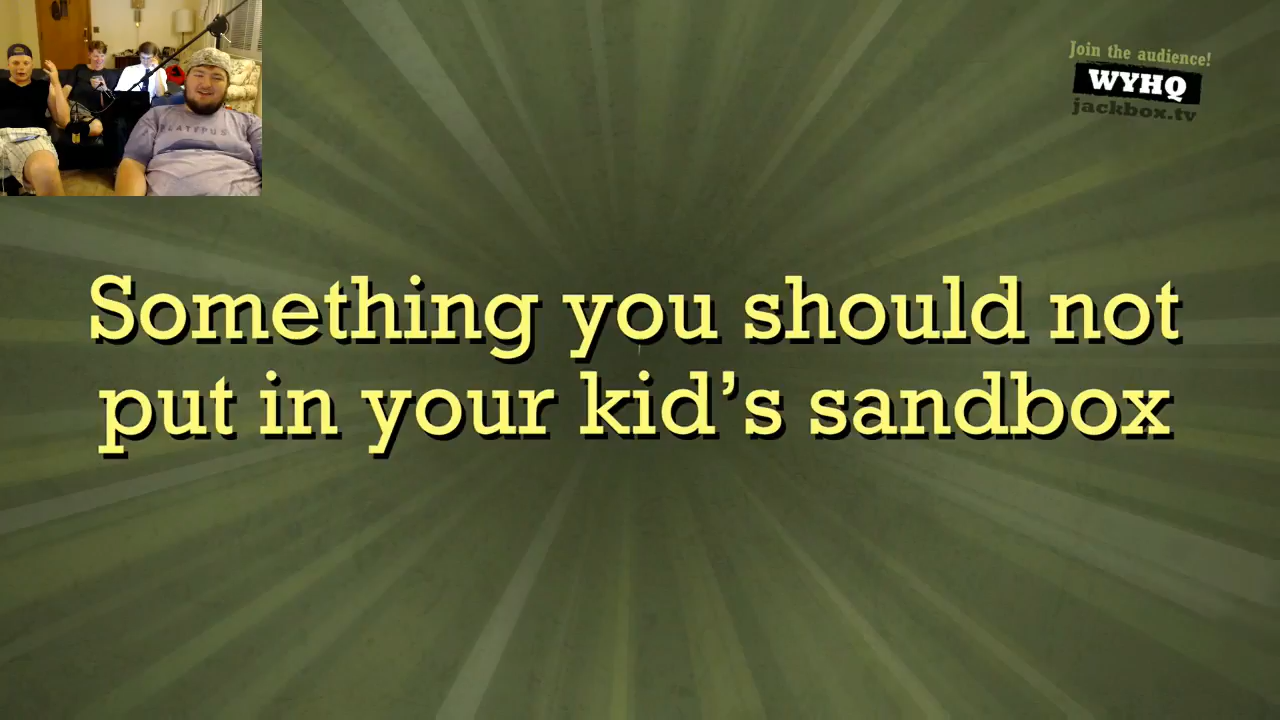 Join the audience!
WYHQ
jackbox.tv
Something you should not
put in your kid’s sandbox